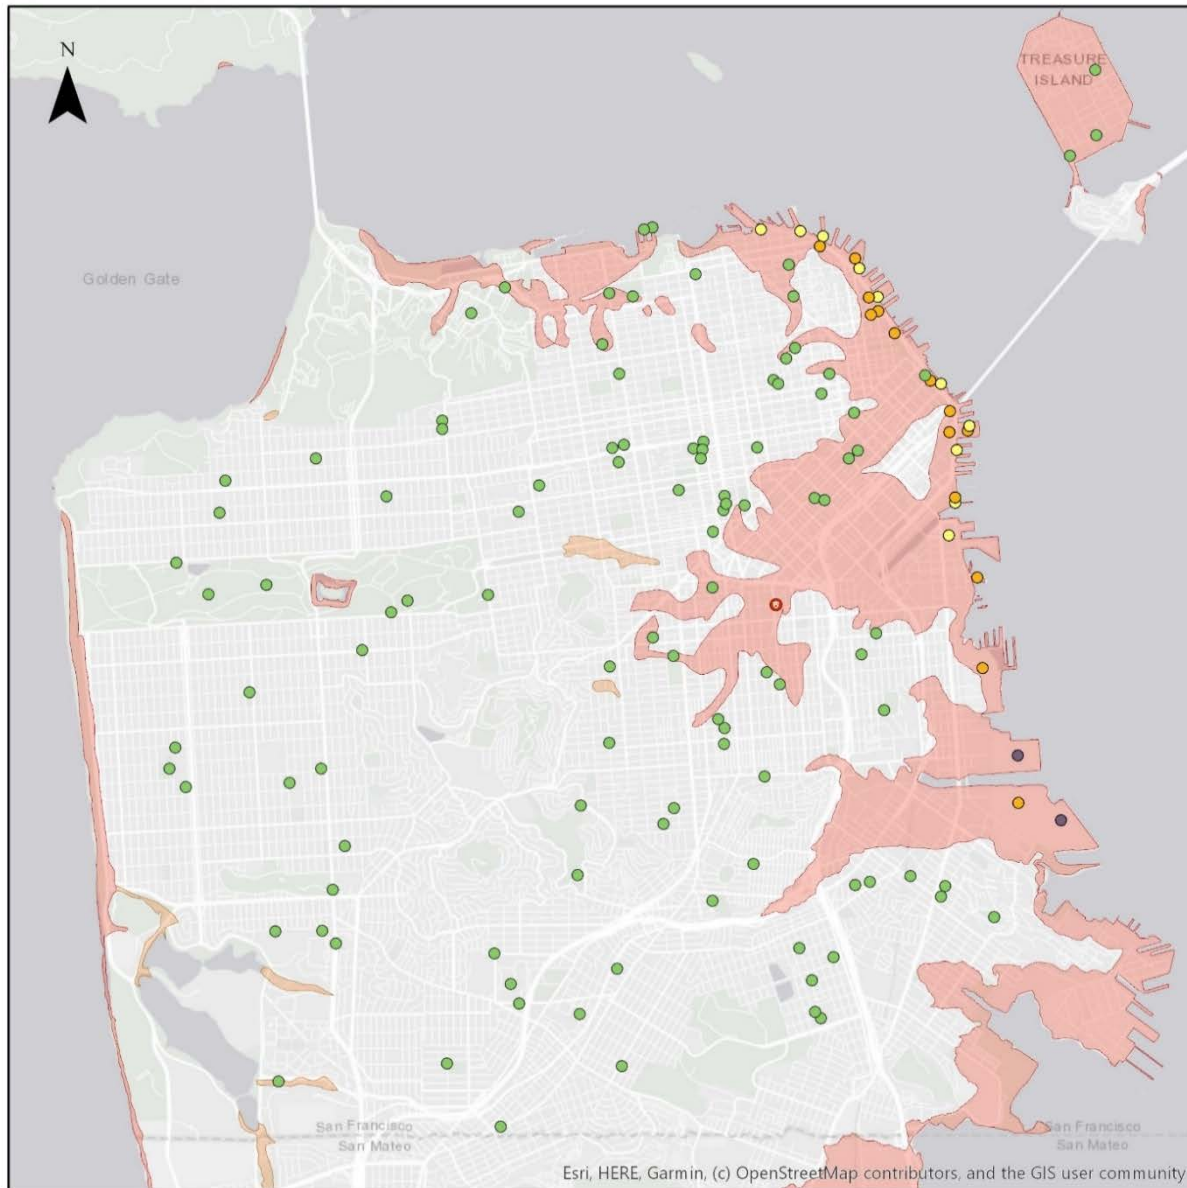 N
TREASURE
ISLAND
Golden Gate
San Francisco
San Mateo
San Francisco
San Mateo
Esri, HERE, Garmin, (c) OpenStreetMap contributors, and the GIS user community